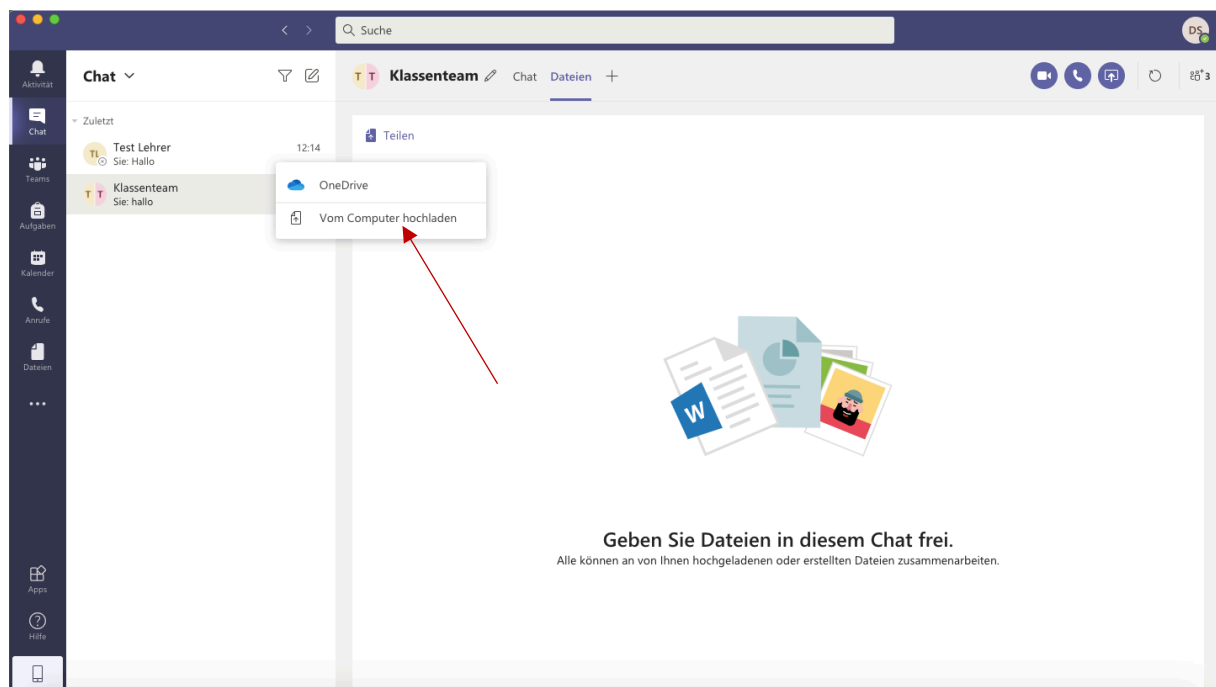 Suche
DS
Aktivität
Chat
Teams
Aufgaben
Kalender
Anrufe
Dateien
Apps
Hilfe
Chat
Zuletzt
TL
Test Lehrer
12:14
Sie: Hallo
T T
Klassenteam
Sie: hallo
T T Klassenteam Chat Dateien
3
Teilen
OneDrive
Vom Computer hochladen
W
Geben Sie Dateien in diesem Chat frei.
Alle können an von Ihnen hochgeladenen oder erstellten Dateien zusammenarbeiten.